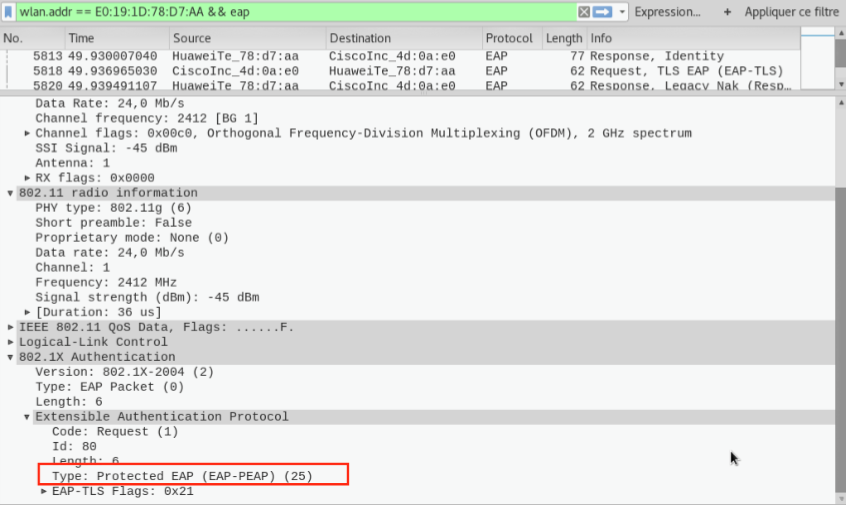 wlan.addr == E0:19:1D:78:D7:AA && eap Expression... + Appliquer ce filtre
No. Time Source Destination Protocol Length Info
5813 49.930007040 HuaweiTe_78:d7:aa CiscoInc_4d:0a:e0 EAP 77 Response, Identity
5818 49.936965030 CiscoInc_4d:0a:e0 HuaweiTe_78:d7:aa EAP 62 Request, TLS EAP (EAP-TLS)
5820 49.939491107 HuaweiTe_78:d7:aa CiscoInc_4d:0a:e0 EAP 62 Response, Legacy Nak (Resp…
Data Rate: 24,0 Mb/s
Channel frequency: 2412 [BG 1]
Channel flags: 0x00c0, Orthogonal Frequency-Division Multiplexing (OFDM), 2 GHz spectrum
SSI Signal: -45 dBm
Antenna: 1
RX flags: 0x0000
802.11 radio information
PHY type: 802.11g (6)
Short preamble: False
Proprietary mode: None (0)
Data rate: 24,0 Mb/s
Channel: 1
Frequency: 2412 MHz
Signal strength (dBm): -45 dBm
[Duration: 36 us]
IEEE 802.11 QoS Data, Flags: ......F.
Logical-Link Control
802.1X Authentication
Version: 802.1X-2004 (2)
Type: EAP Packet (0)
Length: 6
Extensible Authentication Protocol
Code: Request (1)
Id: 80
Length: 6
Type: Protected EAP (EAP-PEAP) (25)
EAP-TLS Flags: 0x21